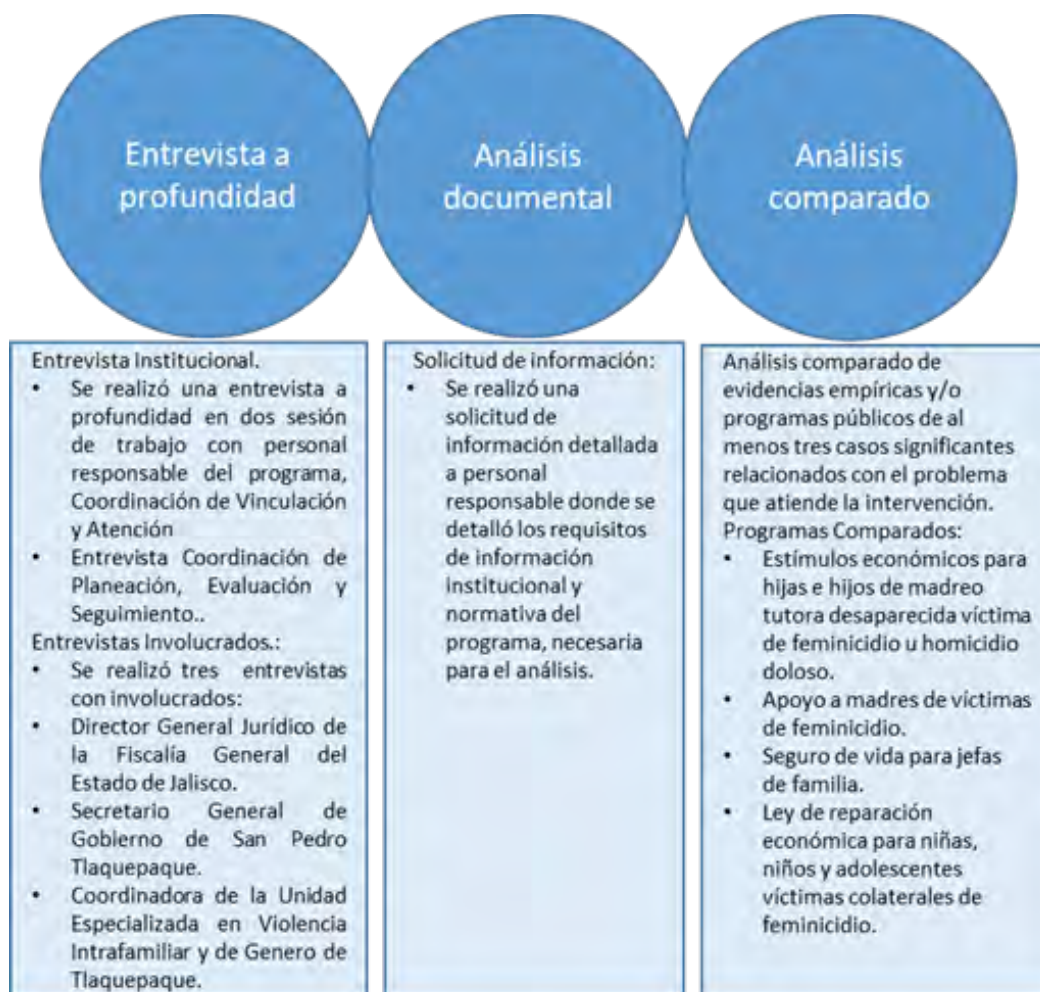 Entrevista a
profundidad
Análisis
documental
Análisis
comparado
Entrevista Institucional.
• Se realizó una entrevista a
profundidad en dos sesión
de trabajo con personal
responsable del programa,
Coordinación de Vinculación
y Atención
• Entrevista Coordinación de
Planeación, Evaluación y
Seguimiento..
Entrevistas Involucrados.:
• Se realizó tres entrevistas
con involucrados:
• Director General Jurídico de
la Fiscalía General del
Estado de Jalisco.
• Secretario General de
Gobierno de San Pedro
Tlaquepaque.
• Coordinadora de la Unidad
Especializada en Violencia
Intrafamiliar y de Genero de
Tlaquepaque.
Solicitud de información:
• Se realizó una
solicitud de
información detallada
a personal
responsable donde se
detalló los requisitos
de información
institucional y
normativa del
programa, necesaria
para el análisis.
Análisis comparado de
evidencias empíricas y/o
programas públicos de al
menos tres casos significantes
relacionados con el problema
que atiende la intervención.
Programas Comparados:
• Estímulos económicos para
hijas e hijos de madreo
tutora desaparecida víctima
de feminicidio u homicidio
doloso.
• Apoyo a madres de víctimas
de feminicidio.
• Seguro de vida para jefas
de familia.
• Ley de reparación
económica para niñas,
niños y adolescentes
víctimas colaterales de
feminicidio.